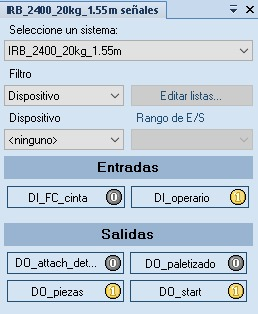 IRB_2400_20kg_1.55m señales
Seleccione un sistema:
IRB_2400_20kg_1.55m
Filtro
Dispositivo
Editar listas...
Dispositivo
Rango de E/S
<ninguno>
Entradas
DI_FC_cinta 0
DI_operario 1
Salidas
DO_attach_det... 0
DO_paletizado 0
DO_piezas 1
DO_start 1